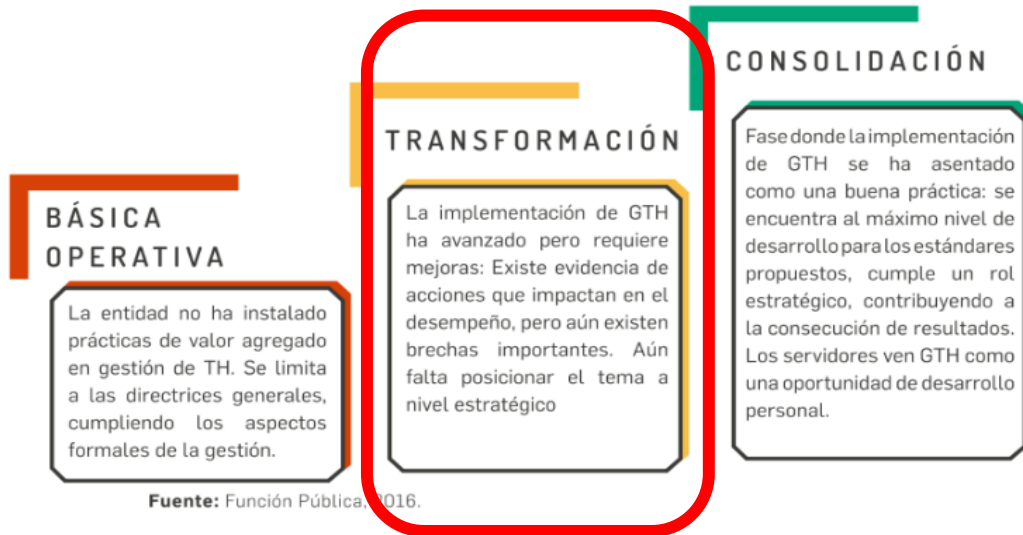 BÁSICA
OPERATIVA
La entidad no ha instalado
prácticas de valor agregado
en gestión de TH. Se limita
a las directrices generales,
cumpliendo los aspectos
formales de la gestión.
TRANSFORMACIÓN
La implementación de GTH
ha avanzado pero requiere
mejoras: Existe evidencia de
acciones que impactan en el
desempeño, pero aún existen
brechas importantes. Aún
falta posicionar el tema a
nivel estratégico
CONSOLIDACIÓN
Fase donde la implementación
de GTH se ha asentado
como una buena práctica: se
encuentra al máximo nivel de
desarrollo para los estándares
propuestos, cumple un rol
estratégico, contribuyendo a
la consecución de resultados.
Los servidores ven GTH como
una oportunidad de desarrollo
personal.
Fuente: Función Pública, 2016.